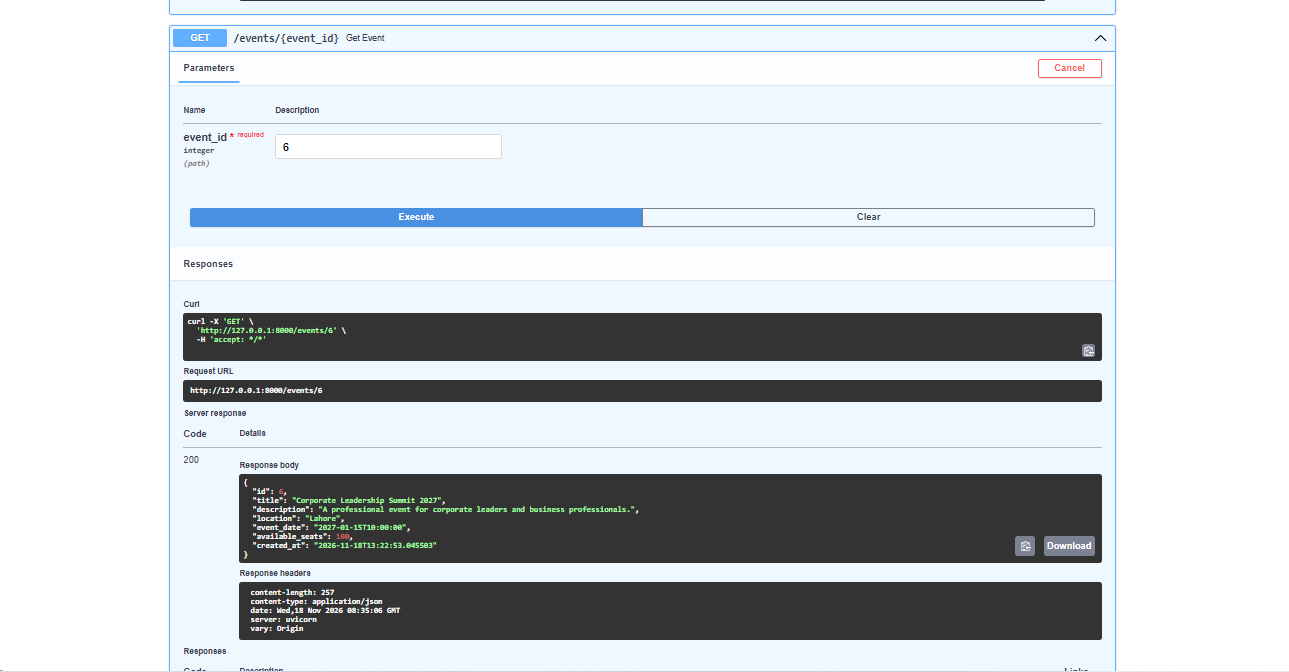 GET /events/{event_id} Get Event
Parameters Cancel
Name Description
event_id * required
integer
(path)
6
Execute Clear
Responses
Curl
curl -X 'GET' \
'http://127.0.0.1:8000/events/6' \
-H 'accept: */*'
Request URL
http://127.0.0.1:8000/events/6
Server response
Code Details
200
Response body
{
"id": 6,
"title": "Corporate Leadership Summit 2027",
"description": "A professional event for corporate leaders and business professionals.",
"location": "Lahore",
"event_date": "2027-01-15T10:00:00",
"available_seats": 100,
"created_at": "2026-11-18T13:22:53.045503"
}
Download
Response headers
content-length: 257
content-type: application/json
date: Wed,18 Nov 2026 08:35:06 GMT
server: uvicorn
vary: Origin
Responses
Code Description Links